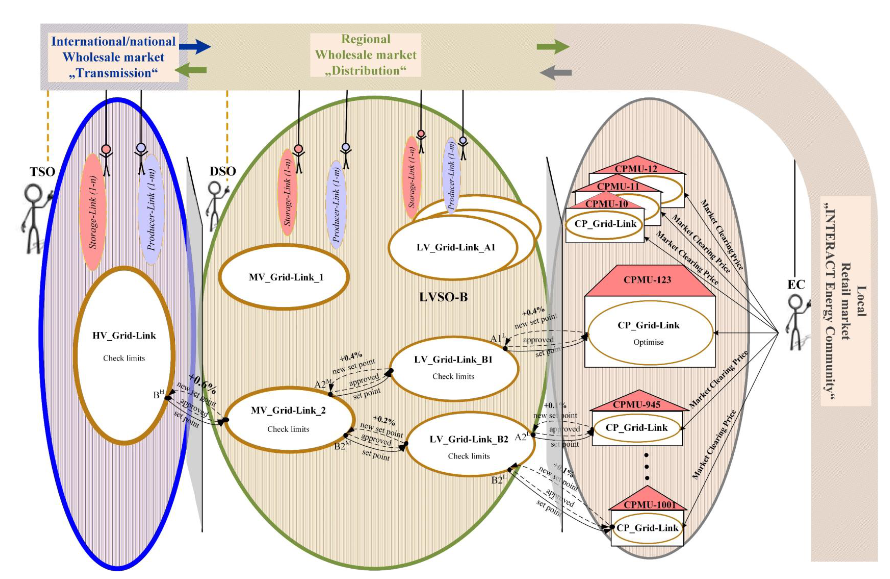 International/national
Wholesale market
„Transmission“
Regional
Wholesale market
„Distribution“
TSO
DSO
EC
Storage-Link (1-n)
Producer-Link (1-m)
Storage-Link (1-n)
Producer-Link (1-m)
Storage-Link (1-n)
Producer-Link (1-m)
HV_Grid-Link
Check limits
MV_Grid-Link_1
LV_Grid-Link_A1
LVSO-B
MV_Grid-Link_2
Check limits
LV_Grid-Link_B1
Check limits
LV_Grid-Link_B2
Check limits
+0.6%
new set point
approved
set point
Bᴴ
+0.4%
new set point
approved
set point
+0.2%
new set point
approved
set point
+0.4%
new set point
approved
set point
new set point
approved
set point
new set point
approved
set point
CPMU-12
CPMU-11
CPMU-10
CP_Grid-Link
CPMU-123
CP_Grid-Link
Optimise
CPMU-945
CP_Grid-Link
CPMU-1001
CP_Grid-Link
Market Clearing Price
Market Clearing Price
Market Clearing Price
Market Clearing Price
Market Clearing Price
Local
Retail market
„INTERACT Energy Community“